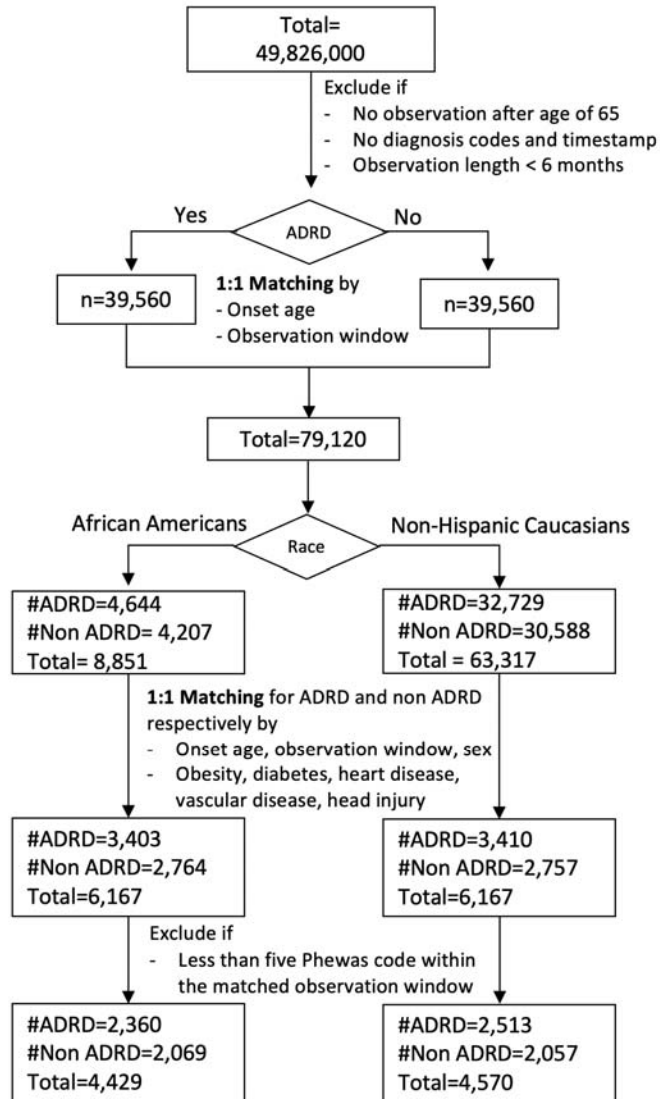 Total=
49,826,000
Exclude if
- No observation after age of 65
- No diagnosis codes and timestamp
- Observation length < 6 months
Yes
No
ADRD
n=39,560
1:1 Matching by
- Onset age
- Observation window
n=39,560
Total=79,120
African Americans
Non-Hispanic Caucasians
Race
#ADRD=4,644
#Non ADRD= 4,207
Total= 8,851
#ADRD=32,729
#Non ADRD=30,588
Total = 63,317
1:1 Matching for ADRD and non ADRD
respectively by
- Onset age, observation window, sex
- Obesity, diabetes, heart disease,
vascular disease, head injury
#ADRD=3,403
#Non ADRD=2,764
Total=6,167
#ADRD=3,410
#Non ADRD=2,757
Total=6,167
Exclude if
- Less than five Phewas code within
the matched observation window
#ADRD=2,360
#Non ADRD=2,069
Total=4,429
#ADRD=2,513
#Non ADRD=2,057
Total=4,570